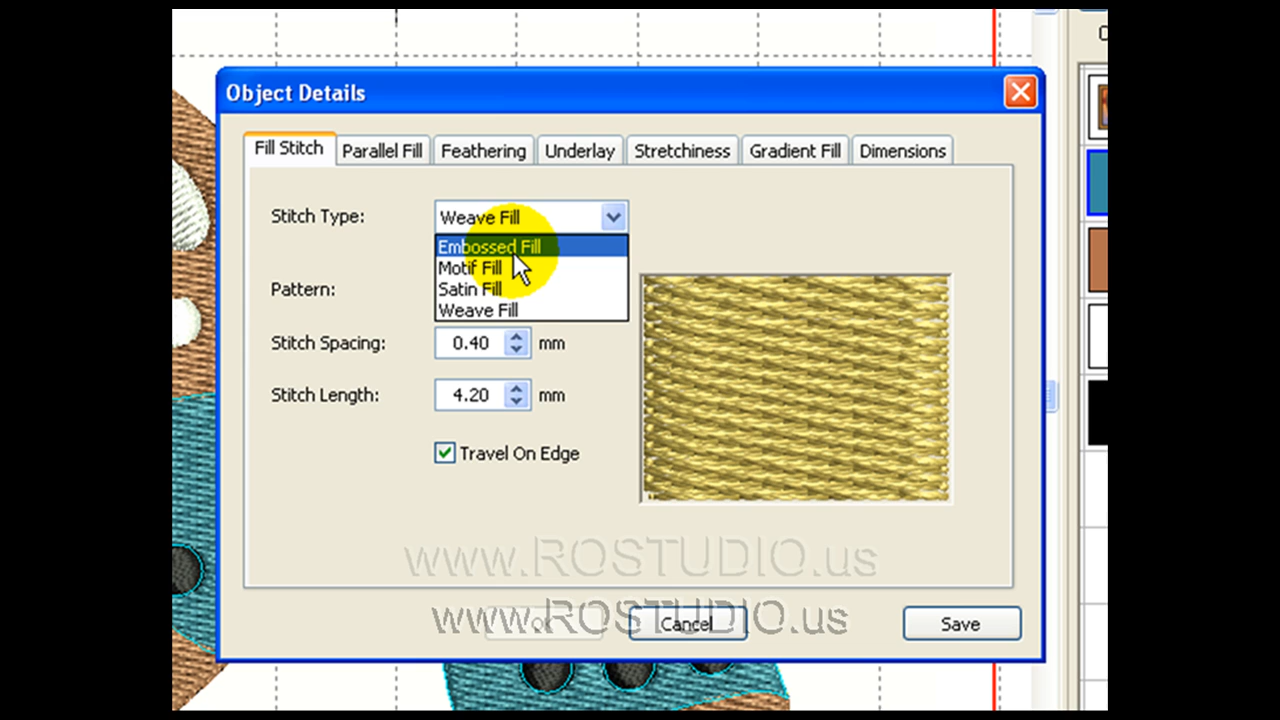 Object Details
Fill Stitch Parallel Fill Feathering Underlay Stretchiness Gradient Fill Dimensions
Stitch Type: Weave Fill
Embossed Fill
Motif Fill
Pattern: Satin Fill
Weave Fill
Stitch Spacing: 0.40 mm
Stitch Length: 4.20 mm
Travel On Edge
www.ROSTUDIO.us
www.ROSTUDIO.us
OK Cancel Save